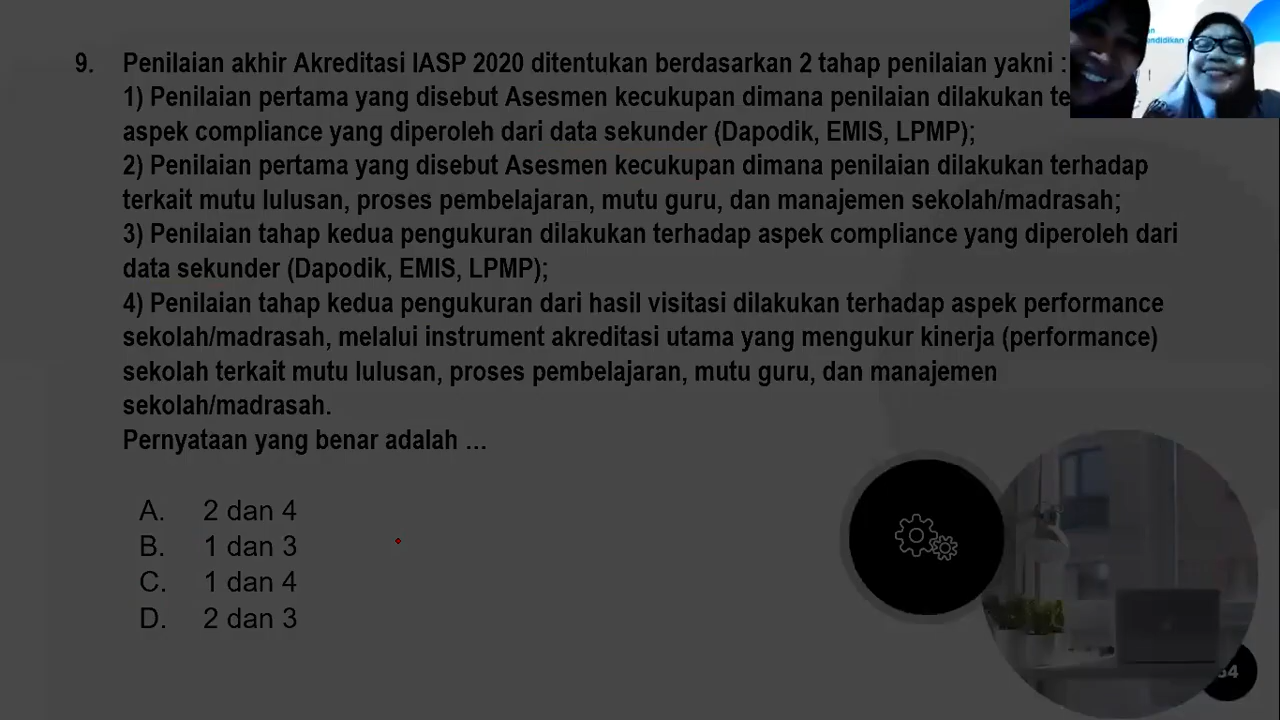 9. Penilaian akhir Akreditasi IASP 2020 ditentukan berdasarkan 2 tahap penilaian yakni :
1) Penilaian pertama yang disebut Asesmen kecukupan dimana penilaian dilakukan
aspek compliance yang diperoleh dari data sekunder (Dapodik, EMIS, LPMP);
2) Penilaian pertama yang disebut Asesmen kecukupan dimana penilaian dilakukan terhadap
terkait mutu lulusan, proses pembelajaran, mutu guru, dan manajemen sekolah/madrasah;
3) Penilaian tahap kedua pengukuran dilakukan terhadap aspek compliance yang diperoleh dari
data sekunder (Dapodik, EMIS, LPMP);
4) Penilaian tahap kedua pengukuran dari hasil visitasi dilakukan terhadap aspek performance
sekolah/madrasah, melalui instrument akreditasi utama yang mengukur kinerja (performance)
sekolah terkait mutu lulusan, proses pembelajaran, mutu guru, dan manajemen
sekolah/madrasah.
Pernyataan yang benar adalah ...
A. 2 dan 4
B. 1 dan 3
C. 1 dan 4
D. 2 dan 3